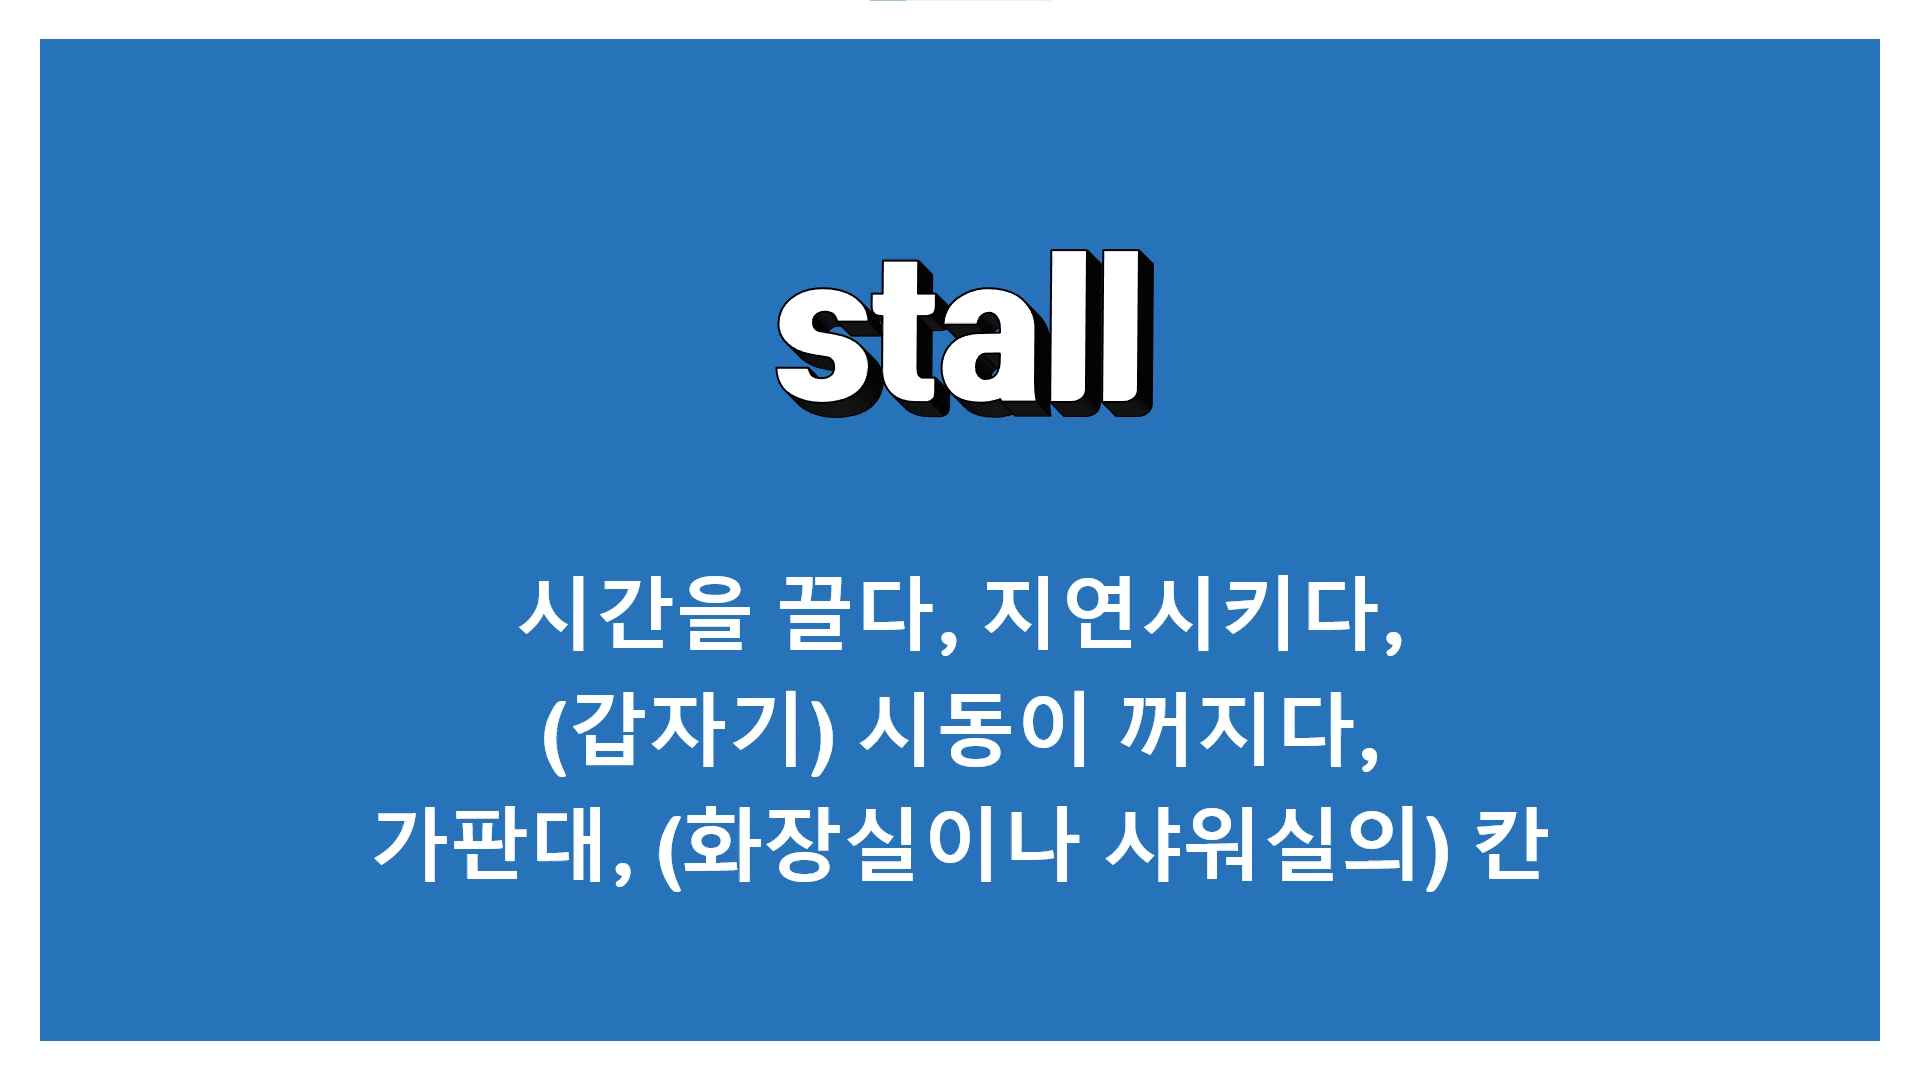 stall
시간을 끌다, 지연시키다,
(갑자기) 시동이 꺼지다,
가판대, (화장실이나 샤워실의) 칸